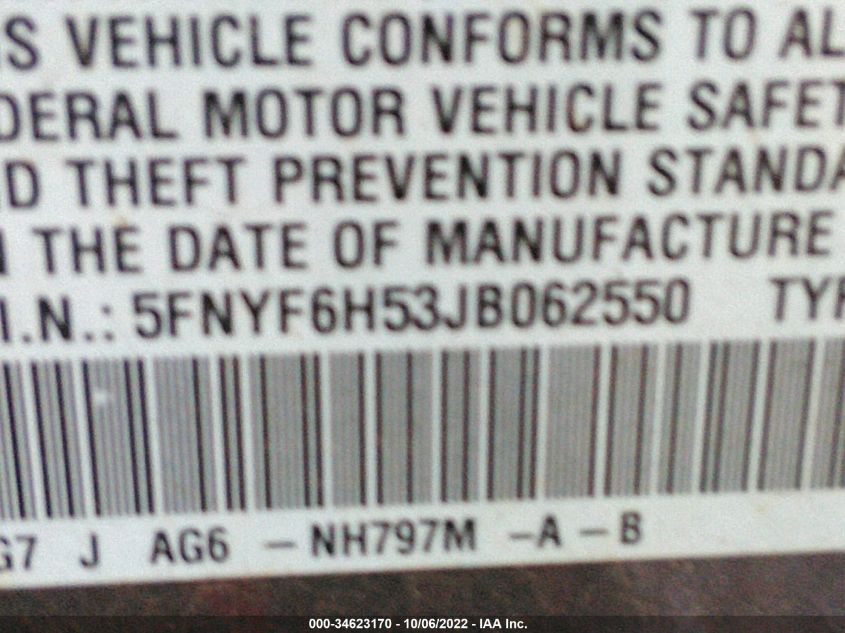 S VEHICLE CONFORMS TO AL
DERAL MOTOR VEHICLE SAFET
D THEFT PREVENTION STANDA
THE DATE OF MANUFACTURE
I.N.: 5FNYF6H53JB062550 TYP
G7 J AG6 - NH797M -A - B
000-34623170 - 10/06/2022 - IAA Inc.